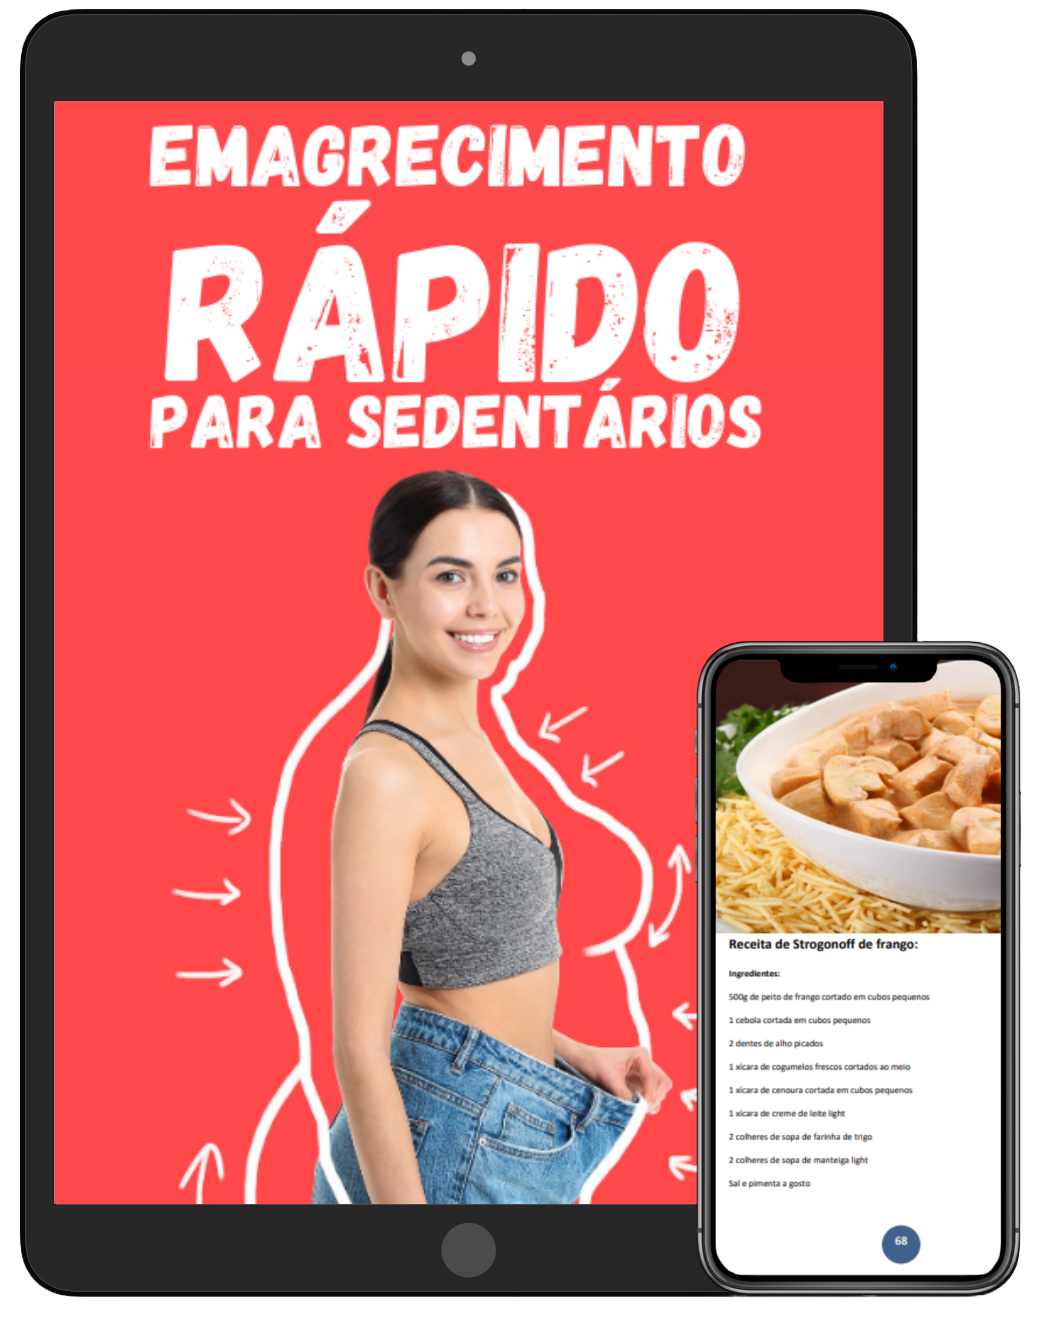 EMAGRECIMENTO
RÁPIDO
PARA SEDENTÁRIOS
Receita de Strogonoff de frango:
Ingredientes:
500g de peito de frango cortado em cubos pequenos
1 cebola cortada em cubos pequenos
2 dentes de alho picados
1 xícara de cogumelos frescos cortados ao meio
1 xícara de cenoura cortada em cubos pequenos
1 xícara de creme de leite light
2 colheres de sopa de farinha de trigo
2 colheres de sopa de manteiga light
Sal e pimenta a gosto
68